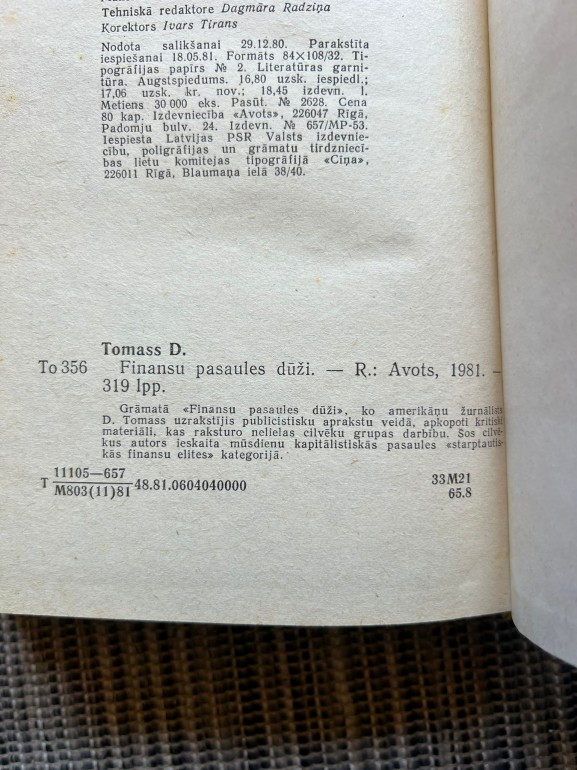 Tehniskā redaktore Dagmāra Radziņa
Korektors Ivars Tirans
Nodota salikšanai 29.12.80. Parakstīta
iespiešanai 18.05.81. Formāts 84×108/32. Ti-
pogrāfijas papīrs № 2. Literatūras garni-
tūra. Augstspiedums. 16,80 uzsk. iespiedl.;
17,06 uzsk. kr. nov.; 18,45 izdevn. l.
Metiens 30 000 eks. Pasūt. № 2628. Cena
80 kap. Izdevniecība «Avots», 226047 Rīgā,
Padomju bulv. 24. Izdevn. № 657/MP-53.
Iespiesta Latvijas PSR Valsts izdevnie-
cību, poligrāfijas un grāmatu tirdzniecī-
bas lietu komitejas tipogrāfijā «Cīņa»,
226011 Rīgā, Blaumaņa ielā 38/40.
Tomass D.
To 356 Finansu pasaules dūži. — R.: Avots, 1981. –
319 lpp.
Grāmatā «Finansu pasaules dūži», ko amerikāņu žurnālists
D. Tomass uzrakstījis publicistisku aprakstu veidā, apkopoti kritiski
materiāli, kas raksturo nelielas cilvēku grupas darbību. Šos cilvē-
kus autors ieskaita mūsdienu kapitālistiskās pasaules «starptauti-
kās finansu elites» kategorijā.
11105—657
T M803(11)81 48.81.0604040000
33M21
65.8